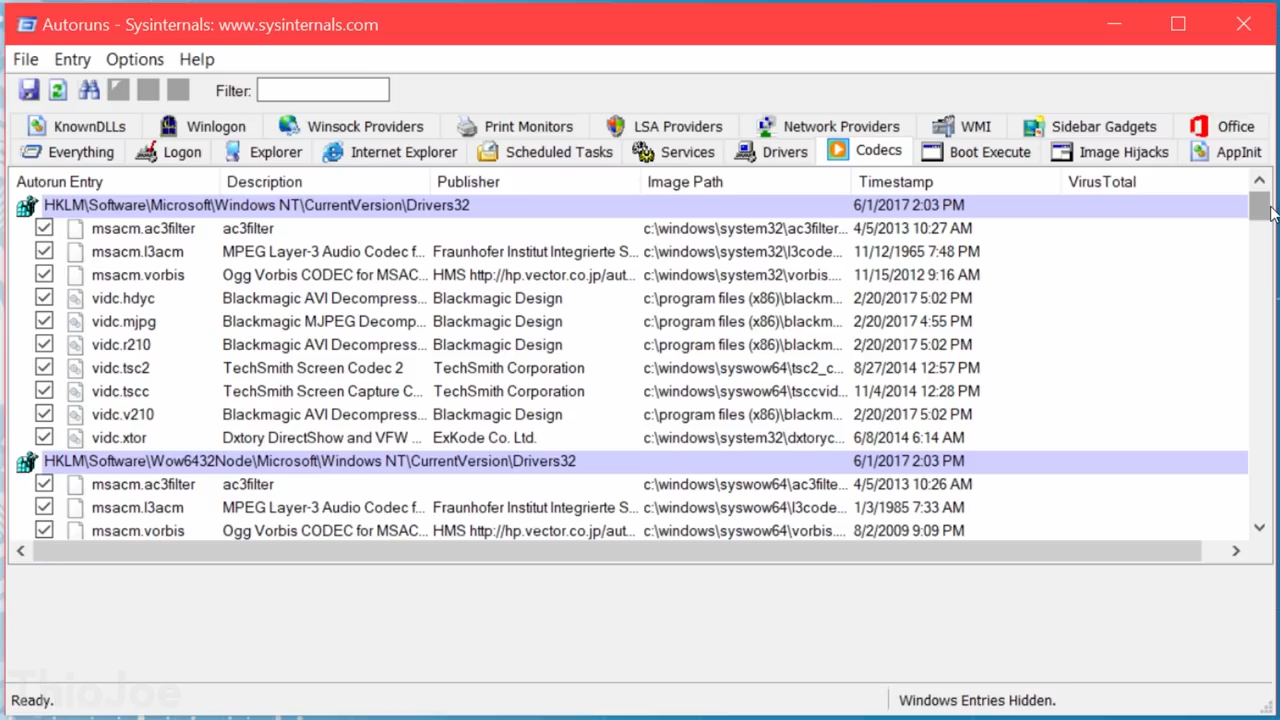 Autoruns - Sysinternals: www.sysinternals.com
File Entry Options Help
Filter:
KnownDLLs Winlogon Winsock Providers Print Monitors LSA Providers Network Providers WMI Sidebar Gadgets Office
Everything Logon Explorer Internet Explorer Scheduled Tasks Services Drivers Codecs Boot Execute Image Hijacks AppInit
Autorun Entry Description Publisher Image Path Timestamp VirusTotal
HKLM\Software\Microsoft\Windows NT\CurrentVersion\Drivers32 6/1/2017 2:03 PM
msacm.ac3filter ac3filter c:\windows\system32\ac3filter... 4/5/2013 10:27 AM
msacm.l3acm MPEG Layer-3 Audio Codec f... Fraunhofer Institut Integrierte S... c:\windows\system32\l3code... 11/12/1965 7:48 PM
msacm.vorbis Ogg Vorbis CODEC for MSAC... HMS http://hp.vector.co.jp/aut... c:\windows\system32\vorbis.... 11/15/2012 9:16 AM
vidc.hdyc Blackmagic AVI Decompress... Blackmagic Design c:\program files (x86)\blackm... 2/20/2017 5:02 PM
vidc.mjpg Blackmagic MJPEG Decomp... Blackmagic Design c:\program files (x86)\blackm... 2/20/2017 4:55 PM
vidc.r210 Blackmagic AVI Decompress... Blackmagic Design c:\program files (x86)\blackm... 2/20/2017 5:02 PM
vidc.tsc2 TechSmith Screen Codec 2 TechSmith Corporation c:\windows\syswow64\tsc2_c... 8/27/2014 12:57 PM
vidc.tscc TechSmith Screen Capture C... TechSmith Corporation c:\windows\syswow64\tsccvid... 11/4/2014 12:28 PM
vidc.v210 Blackmagic AVI Decompress... Blackmagic Design c:\program files (x86)\blackm... 2/20/2017 5:02 PM
vidc.xtor Dxtory DirectShow and VFW ... ExKode Co. Ltd. c:\windows\system32\dxtoryc... 6/8/2014 6:14 AM
HKLM\Software\Wow6432Node\Microsoft\Windows NT\CurrentVersion\Drivers32 6/1/2017 2:03 PM
msacm.ac3filter ac3filter c:\windows\syswow64\ac3filte... 4/5/2013 10:26 AM
msacm.l3acm MPEG Layer-3 Audio Codec f... Fraunhofer Institut Integrierte S... c:\windows\syswow64\l3code... 1/3/1985 7:33 AM
msacm.vorbis Ogg Vorbis CODEC for MSAC... HMS http://hp.vector.co.jp/aut... c:\windows\syswow64\vorbis.... 8/2/2009 9:09 PM
ThioJoe
Ready. Windows Entries Hidden.